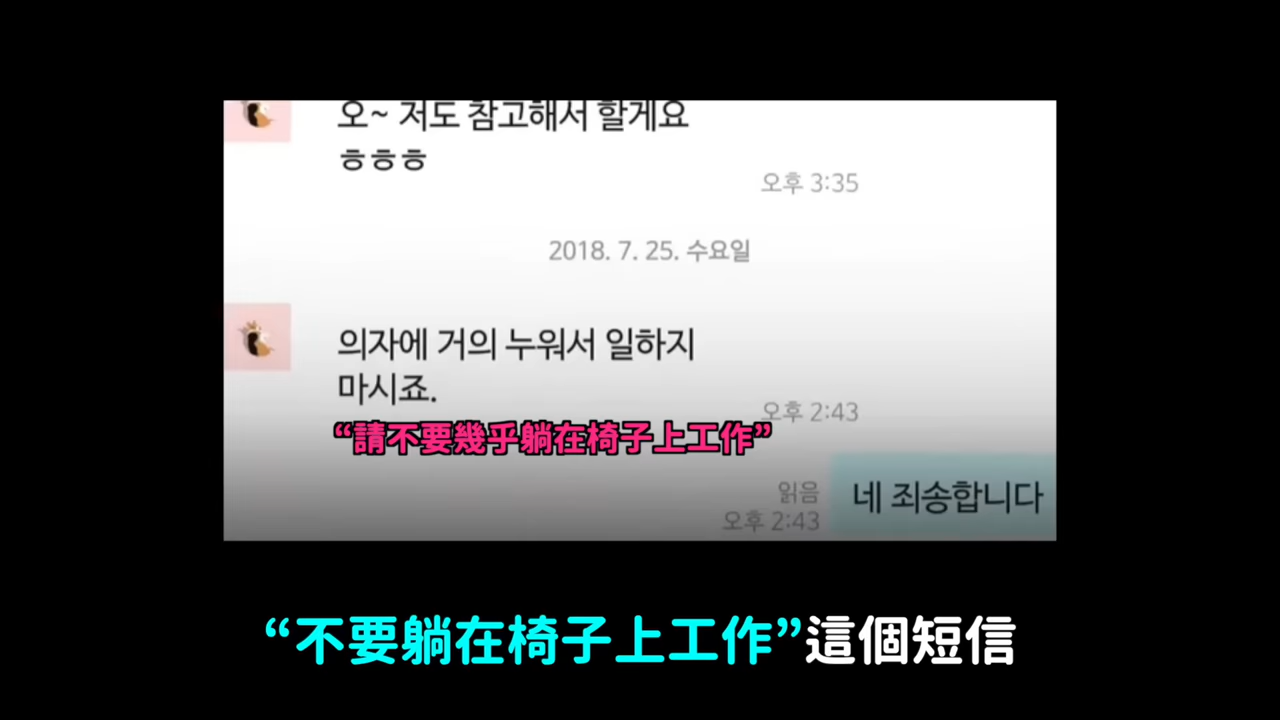 오~ 저도 참고해서 할게요
ㅎㅎㅎ
오후 3:35
2018. 7. 25. 수요일
의자에 거의 누워서 일하지
마시죠.
오후 2:43
“請不要幾乎躺在椅子上工作”
읽음
오후 2:43
네 죄송합니다
“不要躺在椅子上工作”這個短信